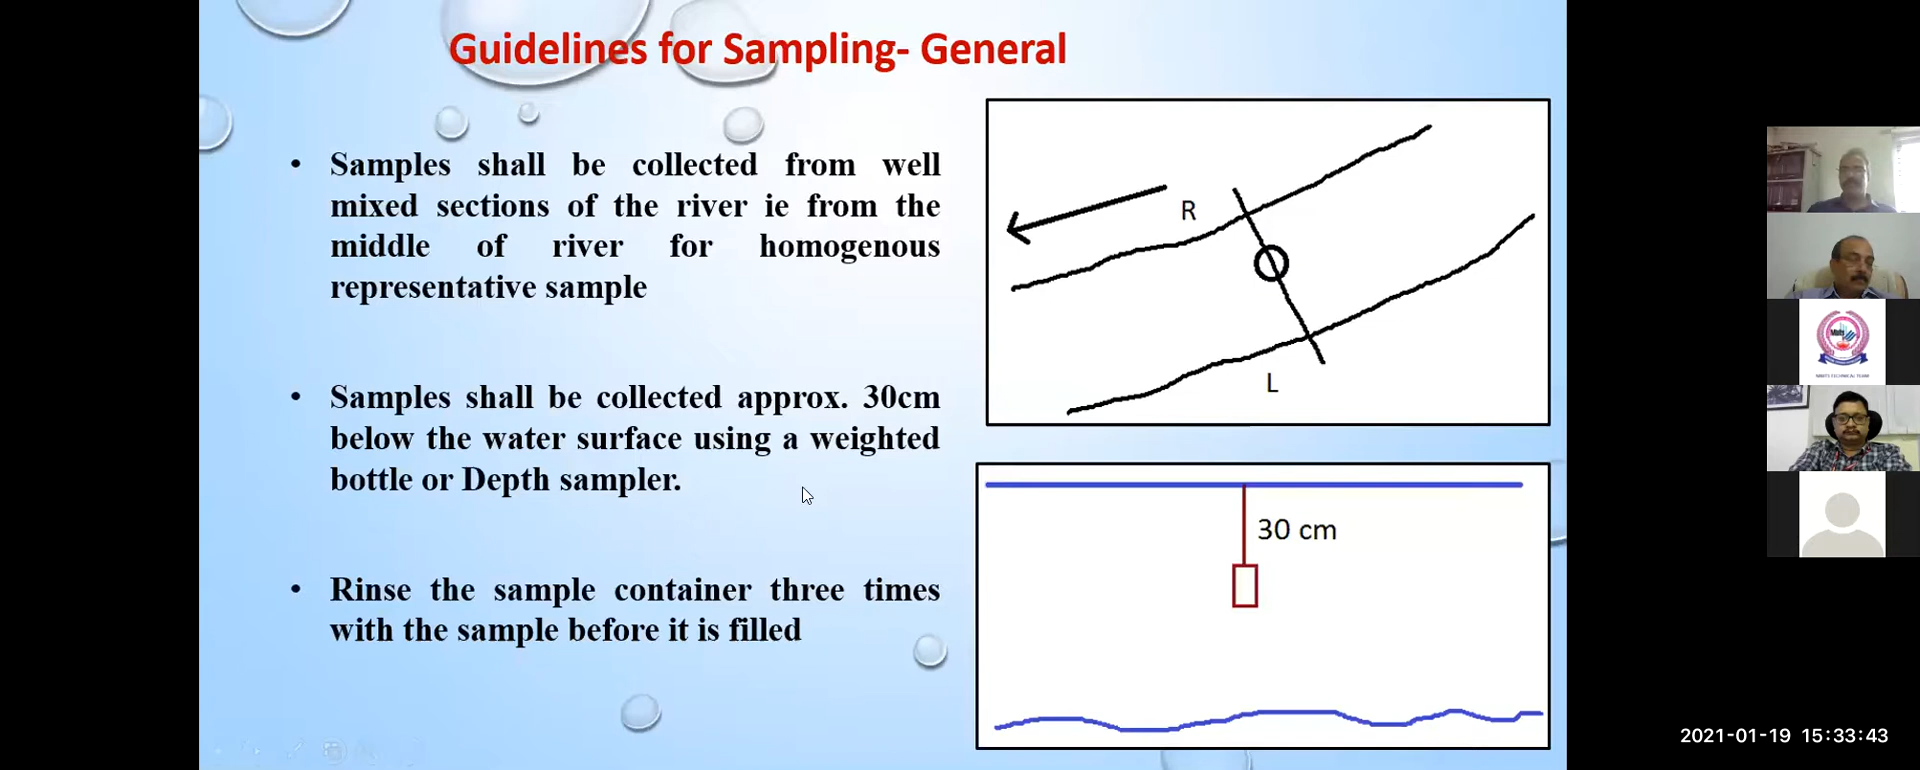 Guidelines for Sampling- General
• Samples shall be collected from well
mixed sections of the river ie from the
middle of river for homogenous
representative sample
• Samples shall be collected approx. 30cm
below the water surface using a weighted
bottle or Depth sampler.
• Rinse the sample container three times
with the sample before it is filled
R
L
30 cm
2021-01-19 15:33:43